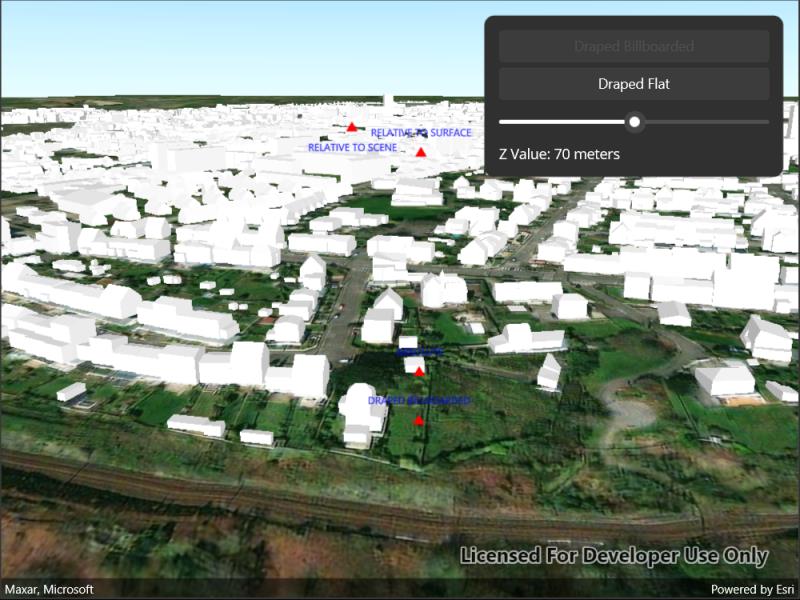 Draped Billboarded
Draped Flat
Z Value: 70 meters
RELATIVE TO SURFACE
RELATIVE TO SCENE
DRAPED BILLBOARDED
Licensed For Developer Use Only
Maxar, Microsoft
Powered by Esri